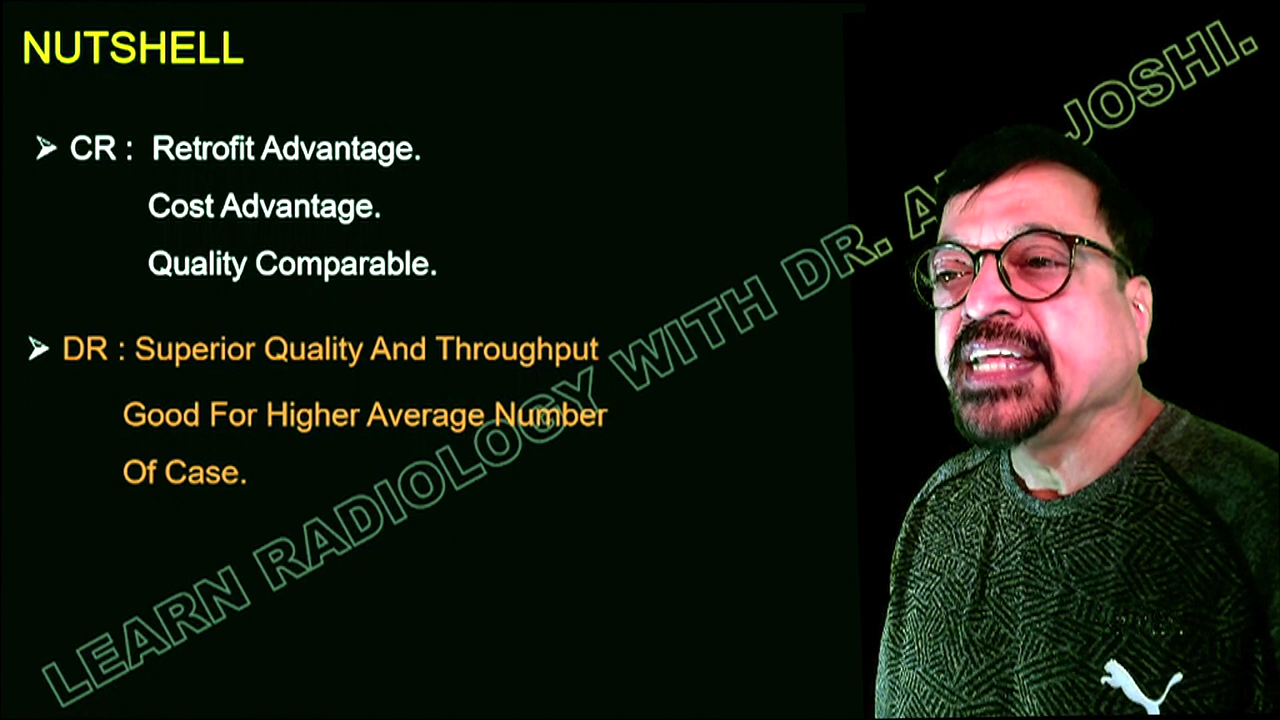 NUTSHELL
➢ CR : Retrofit Advantage.
Cost Advantage.
Quality Comparable.
➢ DR : Superior Quality And Throughput
Good For Higher Average Number
Of Case.
LEARN RADIOLOGY WITH DR. JOSHI.